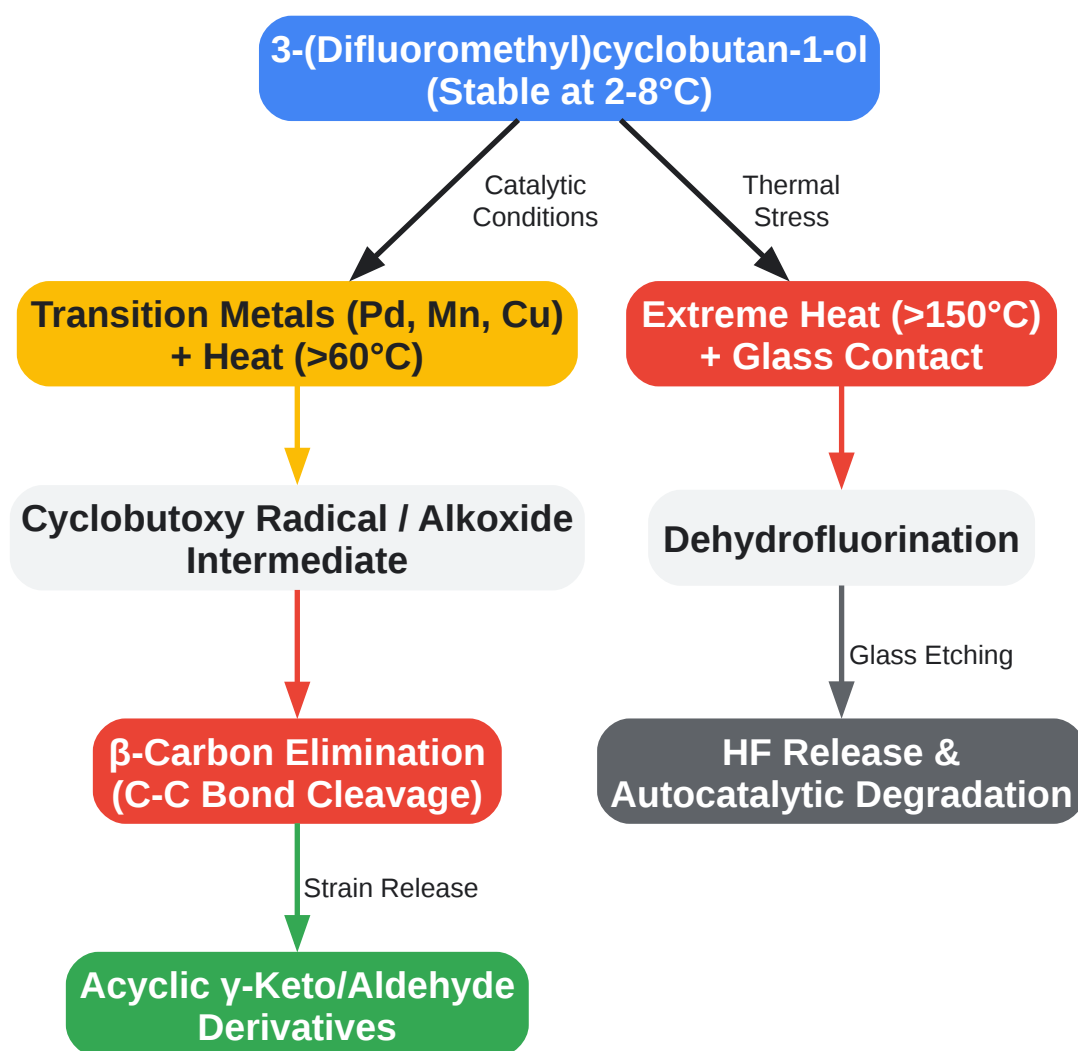 3-(Difluoromethyl)cyclobutan-1-ol
(Stable at 2-8°C)
Catalytic
Conditions
Thermal
Stress
Transition Metals (Pd, Mn, Cu)
+ Heat (>60°C)
Extreme Heat (>150°C)
+ Glass Contact
Cyclobutoxy Radical / Alkoxide
Intermediate
Dehydrofluorination
Glass Etching
β-Carbon Elimination
(C-C Bond Cleavage)
HF Release &
Autocatalytic Degradation
Strain Release
Acyclic γ-Keto/Aldehyde
Derivatives